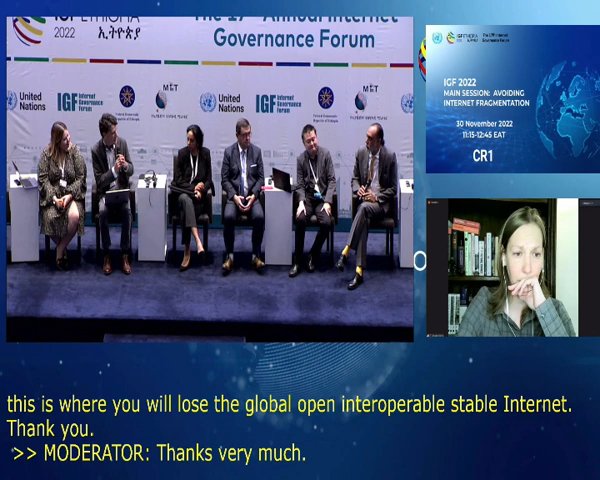 IGF ETHIOPIA
2022 ኢትዮጵያ
The 17th Annual Internet
Governance Forum
United
Nations
IGF Internet
Governance
Forum
MInT
United
Nations
IGF Internet
Governance
Forum
MInT
IGF 2022
MAIN SESSION: AVOIDING
INTERNET FRAGMENTATION
30 November 2022
11:15-12:45 EAT
CR1
this is where you will lose the global open interoperable stable Internet.
Thank you.
>> MODERATOR: Thanks very much.